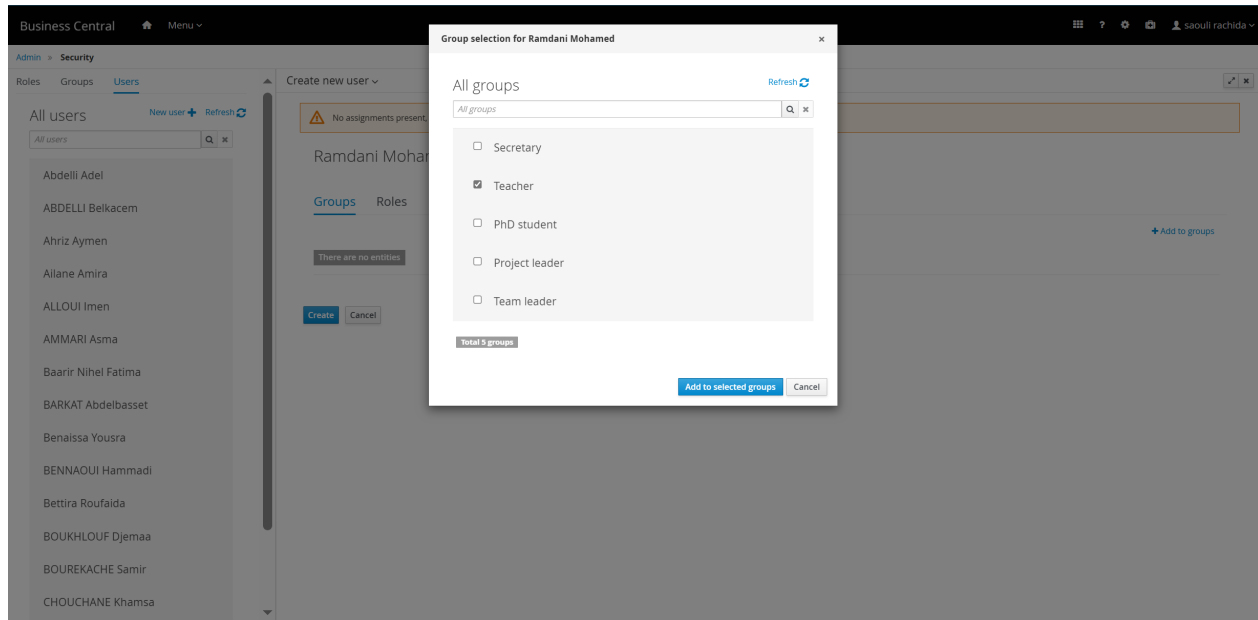 Business Central
Menu
?
saouli rachida
Admin » Security
Roles Groups Users
All users
New user Refresh
All users
Abdelli Adel
ABDELLI Belkacem
Ahriz Aymen
Ailane Amira
ALLOUI Imen
AMMARI Asma
Baarir Nihel Fatima
BARKAT Abdelbasset
Benaissa Yousra
BENNAOUI Hammadi
Bettira Roufaida
BOUKHLOUF Djemaa
BOUREKACHE Samir
CHOUCHANE Khamsa
Create new user
No assignments present,
Ramdani Mohar
Groups Roles
+ Add to groups
There are no entities
Create Cancel
Group selection for Ramdani Mohamed ×
All groups
Refresh
All groups
Secretary
Teacher
PhD student
Project leader
Team leader
Total 5 groups
Add to selected groups Cancel